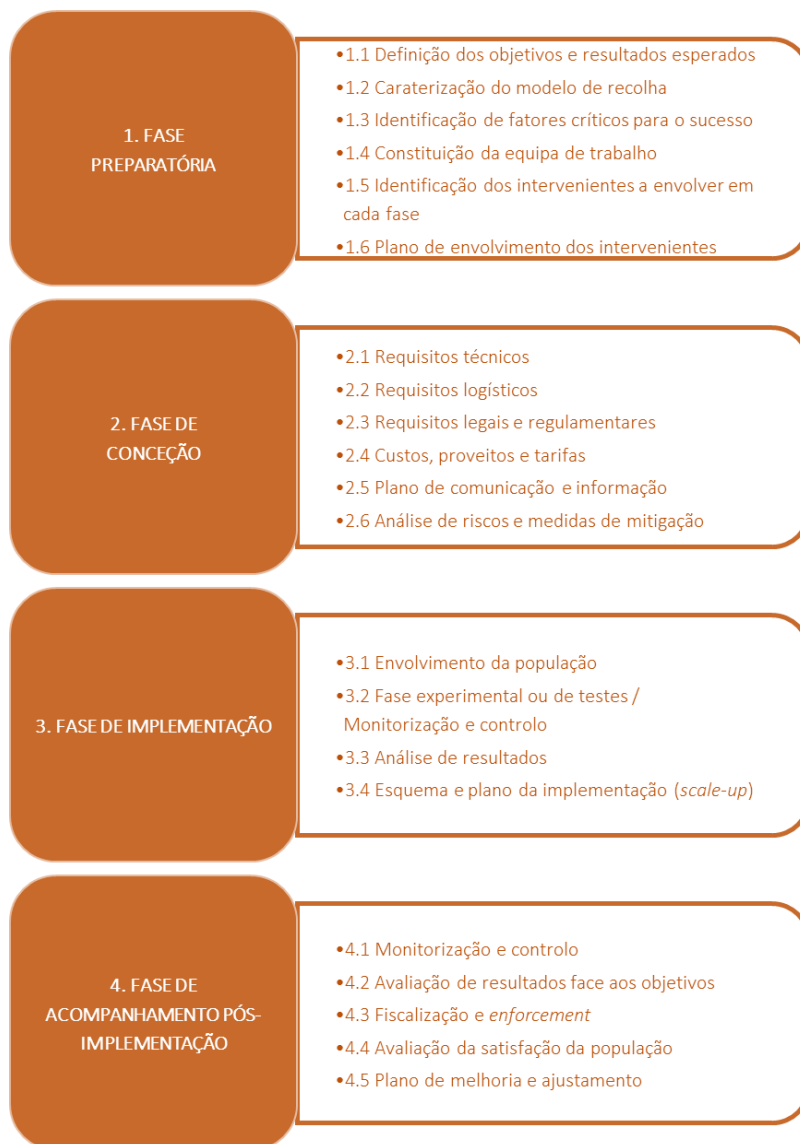 1. FASE
PREPARATÓRIA
•1.1 Definição dos objetivos e resultados esperados
•1.2 Caraterização do modelo de recolha
•1.3 Identificação de fatores críticos para o sucesso
•1.4 Constituição da equipa de trabalho
•1.5 Identificação dos intervenientes a envolver em
cada fase
•1.6 Plano de envolvimento dos intervenientes
2. FASE DE
CONCEÇÃO
•2.1 Requisitos técnicos
•2.2 Requisitos logísticos
•2.3 Requisitos legais e regulamentares
•2.4 Custos, proveitos e tarifas
•2.5 Plano de comunicação e informação
•2.6 Análise de riscos e medidas de mitigação
3. FASE DE IMPLEMENTAÇÃO
•3.1 Envolvimento da população
•3.2 Fase experimental ou de testes /
Monitorização e controlo
•3.3 Análise de resultados
•3.4 Esquema e plano da implementação (scale-up)
4. FASE DE
ACOMPANHAMENTO PÓS-
IMPLEMENTAÇÃO
•4.1 Monitorização e controlo
•4.2 Avaliação de resultados face aos objetivos
•4.3 Fiscalização e enforcement
•4.4 Avaliação da satisfação da população
•4.5 Plano de melhoria e ajustamento